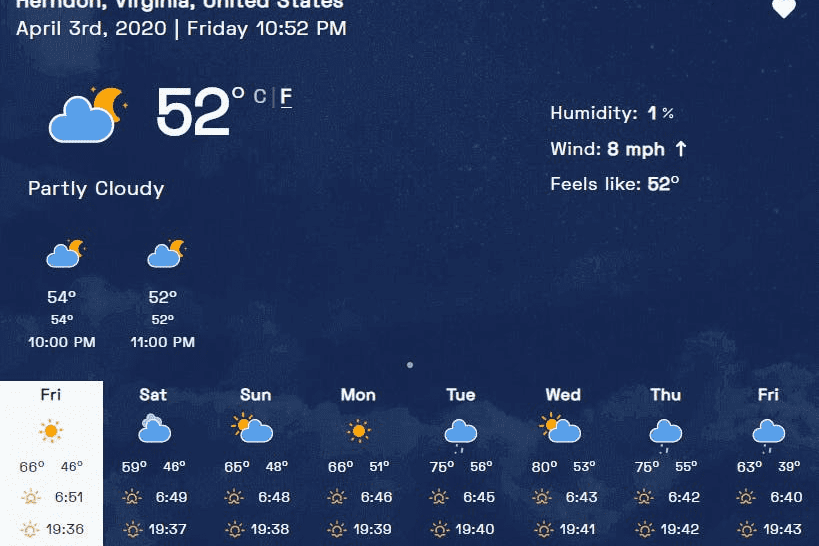 Herndon, Virginia, United States
April 3rd, 2020 | Friday 10:52 PM
52° C|F
Humidity: 1%
Wind: 8 mph ↑
Feels like: 52°
Partly Cloudy
54° 52°
54° 52°
10:00 PM 11:00 PM
Fri Sat Sun Mon Tue Wed Thu Fri
66° 46° 59° 46° 65° 48° 66° 51° 75° 56° 80° 53° 75° 55° 63° 39°
6:51 6:49 6:48 6:46 6:45 6:43 6:42 6:40
19:36 19:37 19:38 19:39 19:40 19:41 19:42 19:43